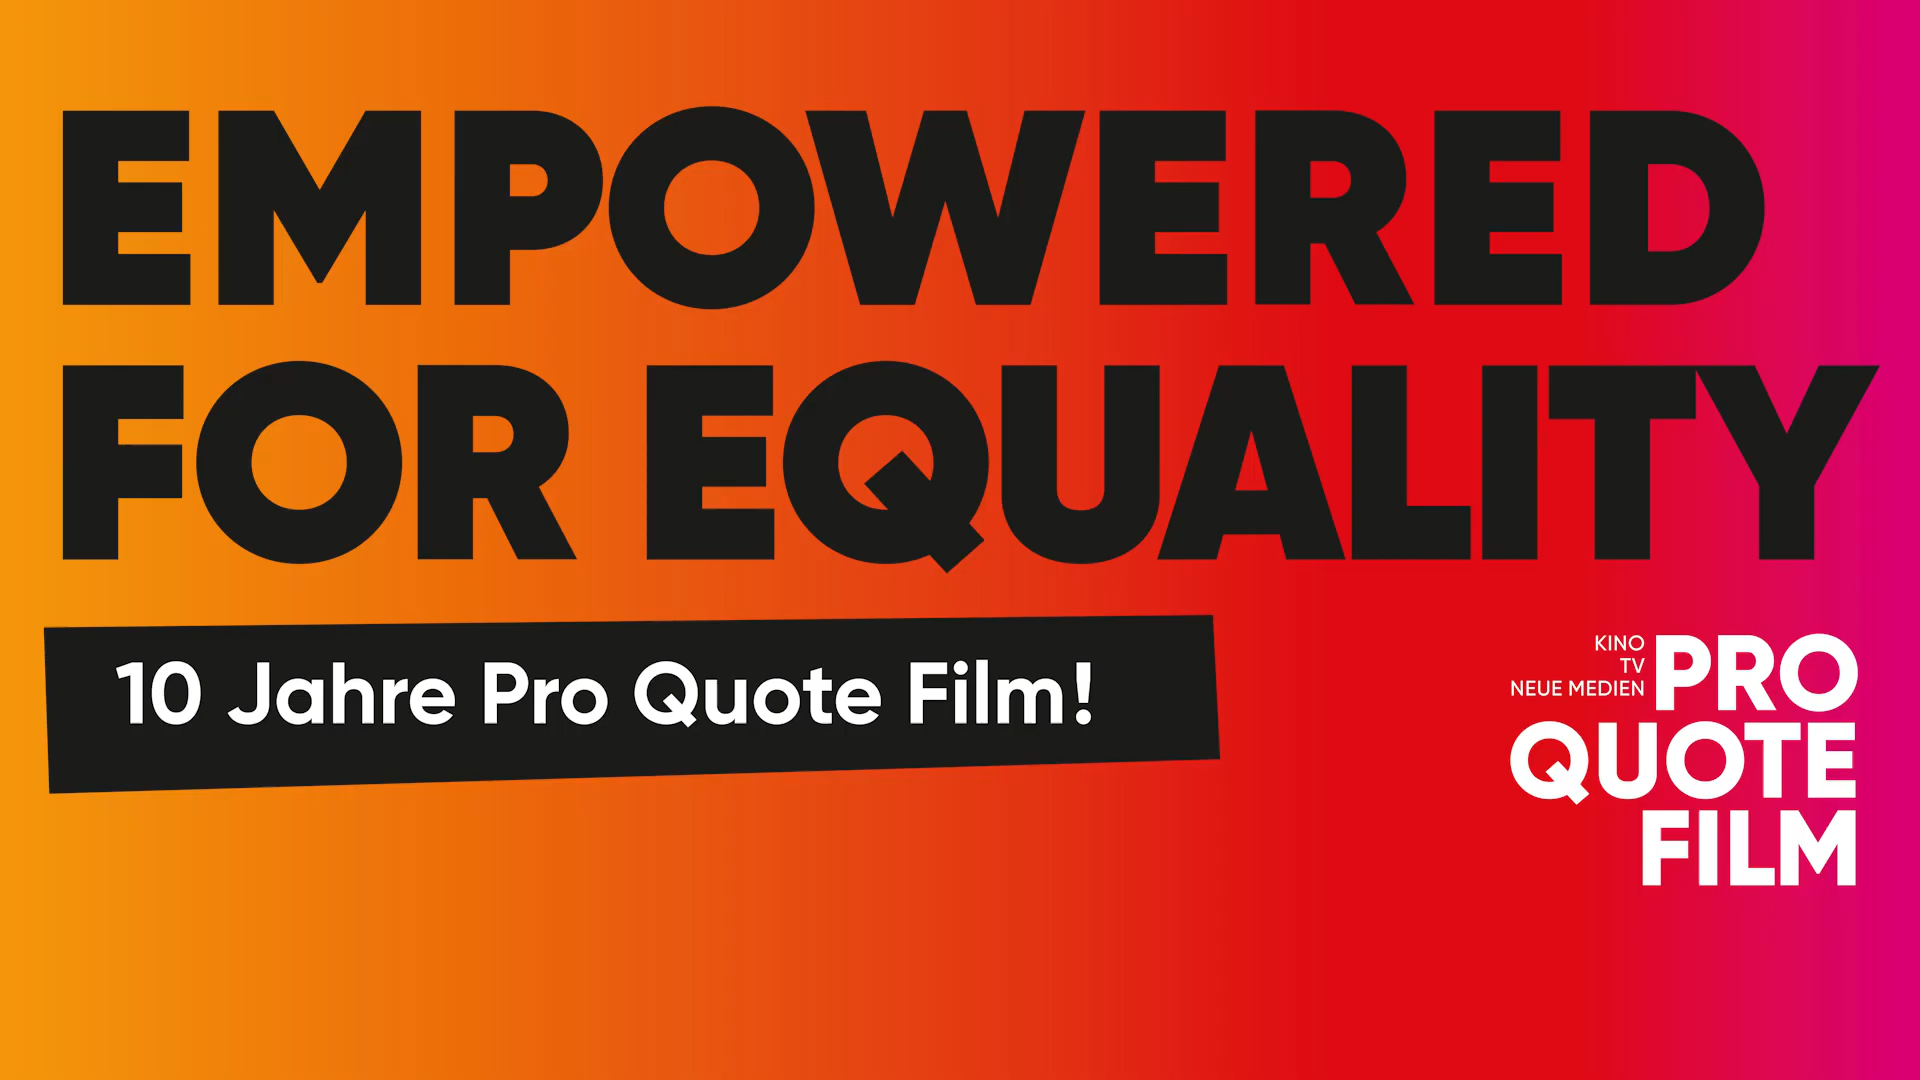 EMPOWERED
FOR EQUALITY
10 Jahre Pro Quote Film!
KINO
TV
NEUE MEDIEN
PRO
QUOTE
FILM